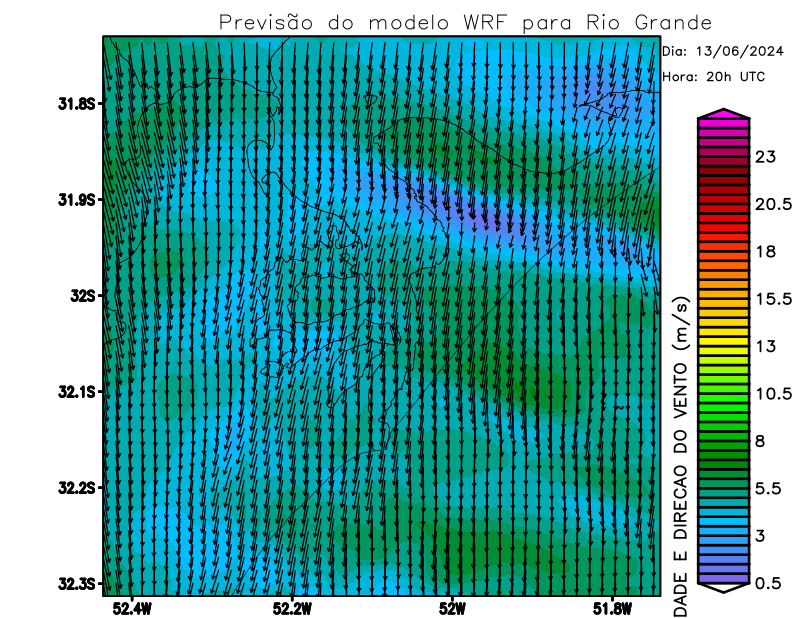 Previsão do modelo WRF para Rio Grande
Dia: 13/06/2024
Hora: 20h UTC
31.8S
31.9S
32S
32.1S
32.2S
32.3S
52.4W
52.2W
52W
51.8W
23
20.5
18
15.5
13
10.5
8
5.5
3
0.5
DADE E DIRECAO DO VENTO (m/s)